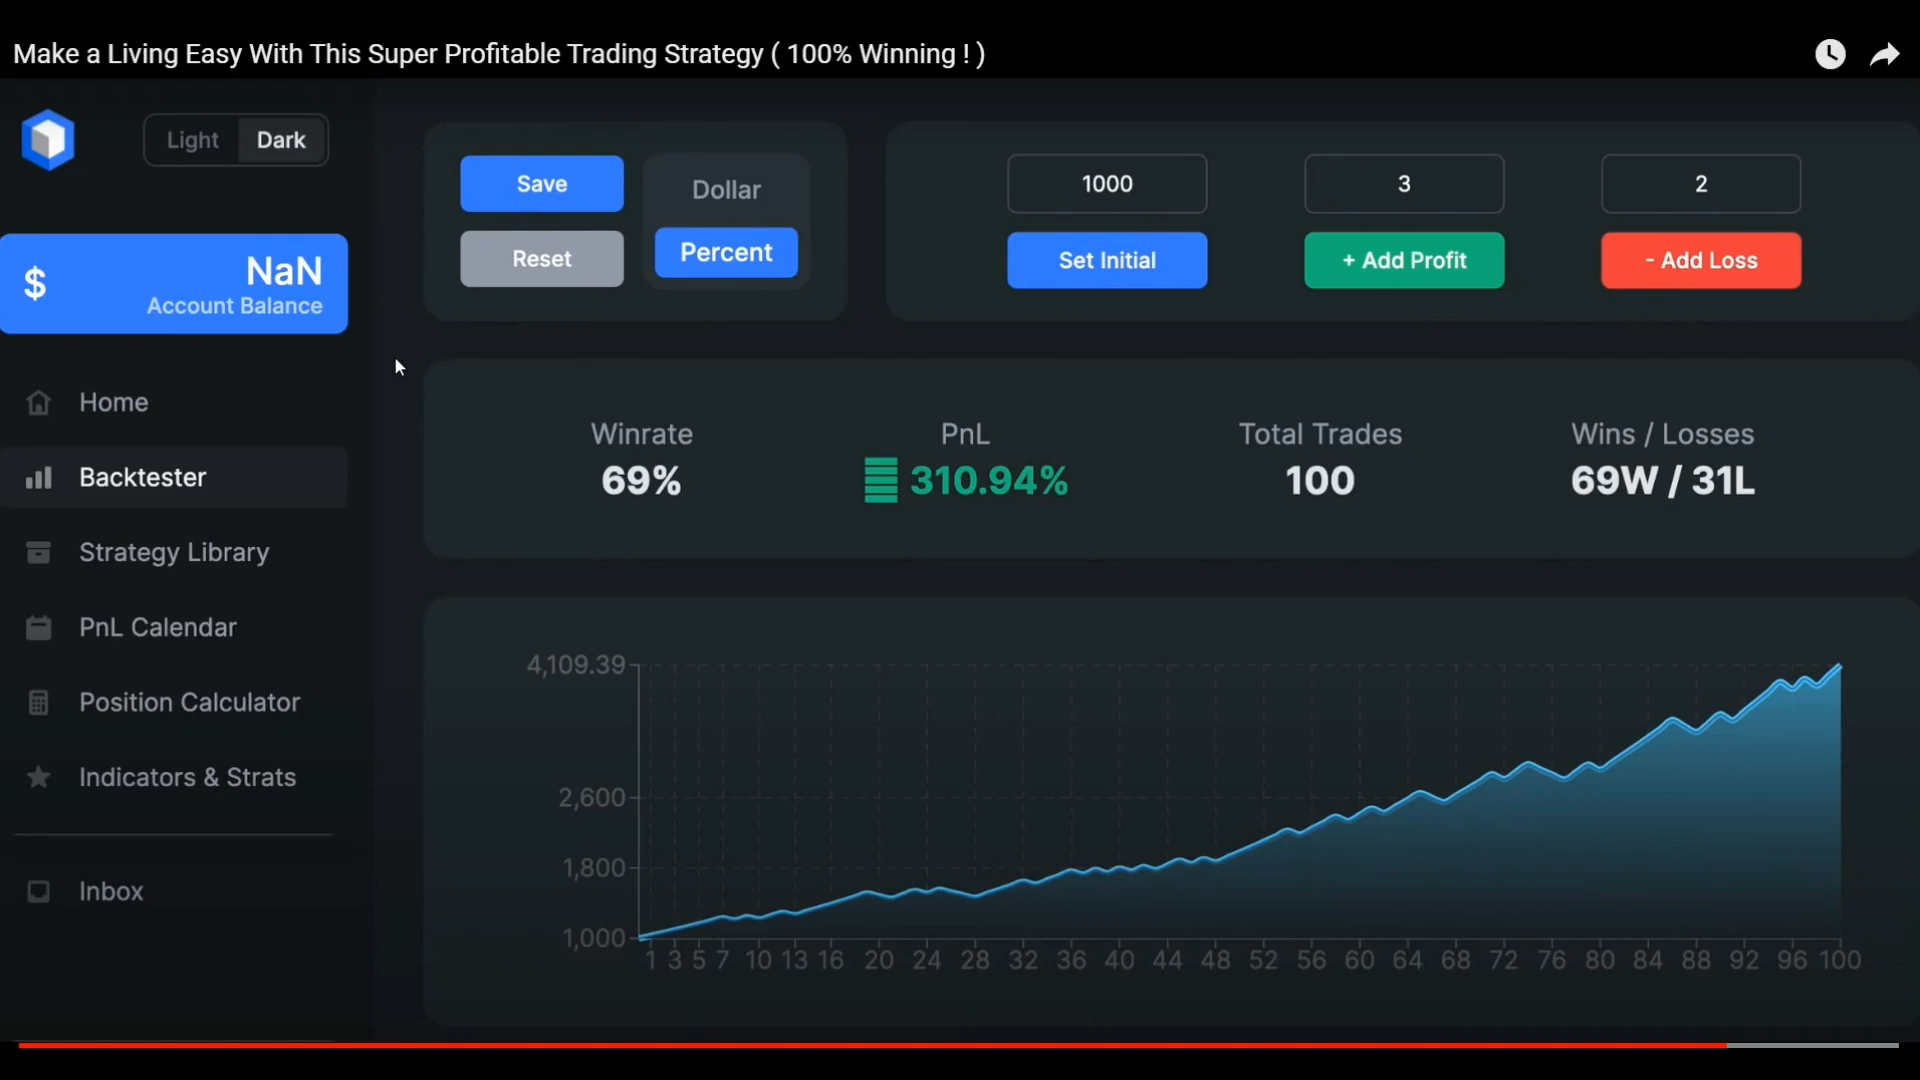 Make a Living Easy With This Super Profitable Trading Strategy ( 100% Winning ! )
Light Dark
$ NaN
Account Balance
Home
Backtester
Strategy Library
PnL Calendar
Position Calculator
Indicators & Strats
Inbox
Save
Reset
Dollar
Percent
1000 3 2
Set Initial + Add Profit - Add Loss
Winrate PnL Total Trades Wins / Losses
69% 310.94% 100 69W / 31L
4,109.39
2,600
1,800
1,000
1 3 5 7 10 13 16 20 24 28 32 36 40 44 48 52 56 60 64 68 72 76 80 84 88 92 96 100